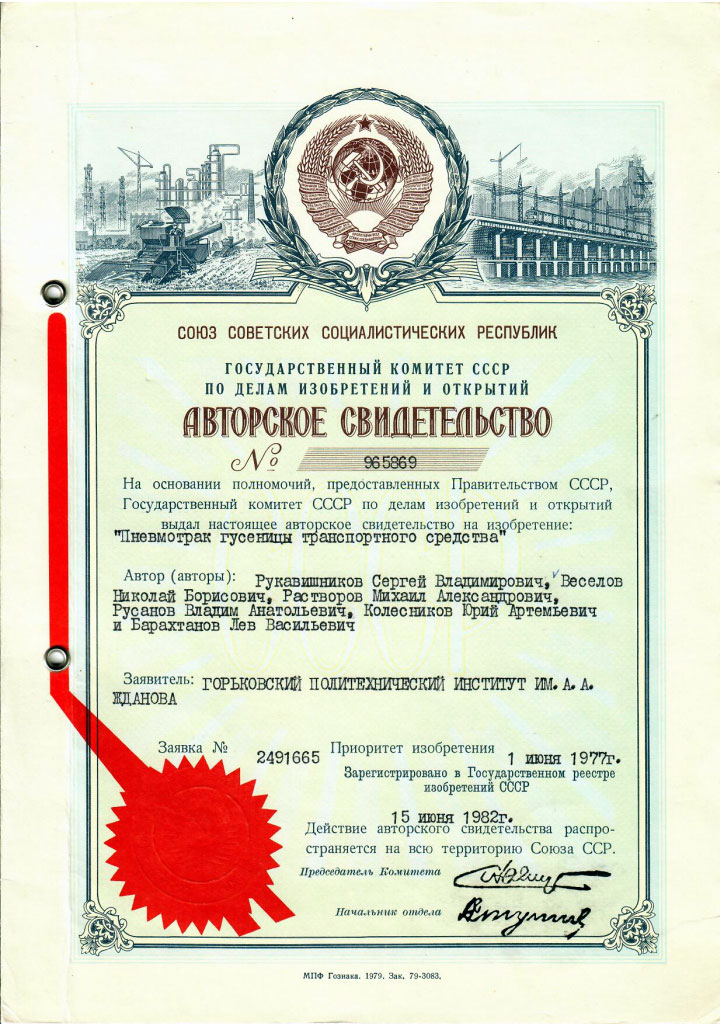 СОЮЗ СОВЕТСКИХ СОЦИАЛИСТИЧЕСКИХ РЕСПУБЛИК
ГОСУДАРСТВЕННЫЙ КОМИТЕТ СССР
ПО ДЕЛАМ ИЗОБРЕТЕНИЙ И ОТКРЫТИЙ
АВТОРСКОЕ СВИДЕТЕЛЬСТВО
№ 965869
На основании полномочий, предоставленных Правительством СССР,
Государственный комитет СССР по делам изобретений и открытий
выдал настоящее авторское свидетельство на изобретение:
"Пневмотрак гусеницы транспортного средства"
Автор (авторы): Рукавишников Сергей Владимирович, Веселов
Николай Борисович, Растворов Михаил Александрович,
Русанов Владим Анатольевич, Колесников Юрий Артемьевич
и Барахтанов Лев Васильевич
Заявитель: ГОРЬКОВСКИЙ ПОЛИТЕХНИЧЕСКИЙ ИНСТИТУТ ИМ. А. А.
ЖДАНОВА
Заявка № 2491665 Приоритет изобретения 1 июня 1977г.
Зарегистрировано в Государственном реестре
изобретений СССР
15 июня 1982г.
Действие авторского свидетельства распро-
страняется на всю территорию Союза ССР.
Председатель Комитета
Начальник отдела
МПФ Гознака. 1979. Зак. 79-3083.